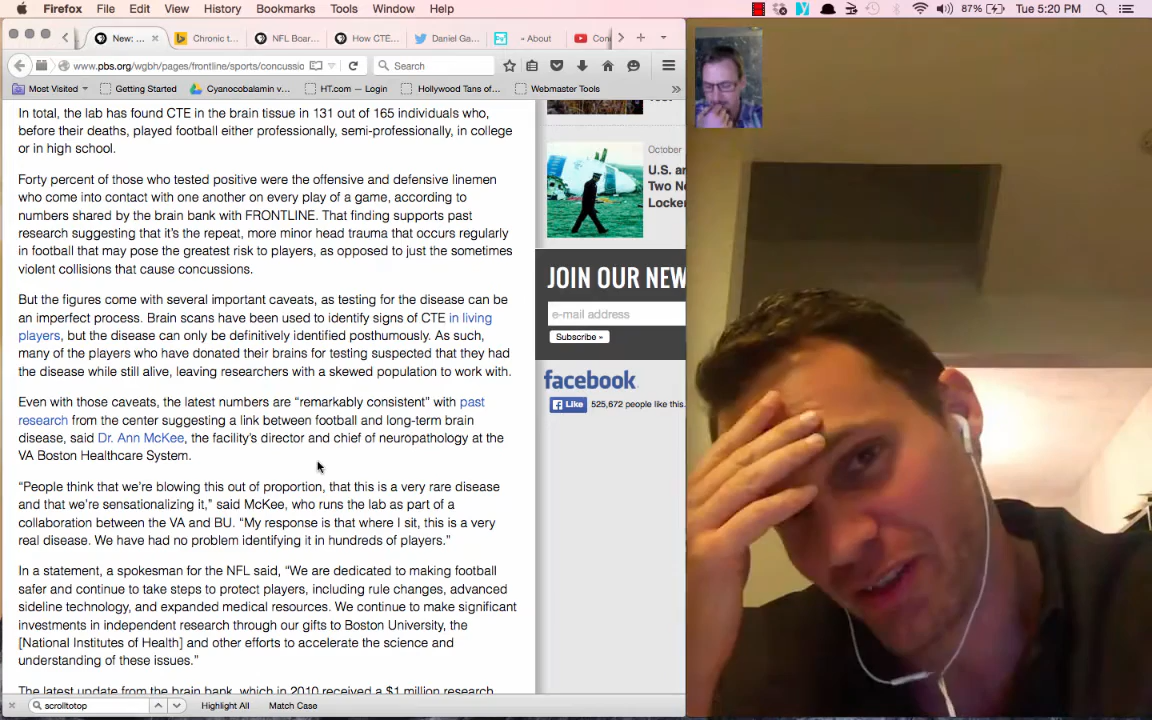 Firefox File Edit View History Bookmarks Tools Window Help 87% Tue 5:20 PM
New: ... Chronic t... NFL Boar... How CTE... Daniel Ga... - About Con
www.pbs.org/wgbh/pages/frontline/sports/concussio Search
Most Visited Getting Started Cyanocobalamin v... HT.com — Login Hollywood Tans of... Webmaster Tools
In total, the lab has found CTE in the brain tissue in 131 out of 165 individuals who,
before their deaths, played football either professionally, semi-professionally, in college
or in high school.
Forty percent of those who tested positive were the offensive and defensive linemen
who come into contact with one another on every play of a game, according to
numbers shared by the brain bank with FRONTLINE. That finding supports past
research suggesting that it's the repeat, more minor head trauma that occurs regularly
in football that may pose the greatest risk to players, as opposed to just the sometimes
violent collisions that cause concussions.
But the figures come with several important caveats, as testing for the disease can be
an imperfect process. Brain scans have been used to identify signs of CTE in living
players, but the disease can only be definitively identified posthumously. As such,
many of the players who have donated their brains for testing suspected that they had
the disease while still alive, leaving researchers with a skewed population to work with.
Even with those caveats, the latest numbers are “remarkably consistent” with past
research from the center suggesting a link between football and long-term brain
disease, said Dr. Ann McKee, the facility's director and chief of neuropathology at the
VA Boston Healthcare System.
“People think that we're blowing this out of proportion, that this is a very rare disease
and that we're sensationalizing it,” said McKee, who runs the lab as part of a
collaboration between the VA and BU. “My response is that where I sit, this is a very
real disease. We have had no problem identifying it in hundreds of players.”
In a statement, a spokesman for the NFL said, “We are dedicated to making football
safer and continue to take steps to protect players, including rule changes, advanced
sideline technology, and expanded medical resources. We continue to make significant
investments in independent research through our gifts to Boston University, the
[National Institutes of Health] and other efforts to accelerate the science and
understanding of these issues.”
The latest update from the brain bank, which in 2010 received a $1 million research
October
U.S. ar
Two Ne
Locker
JOIN OUR NEW
e-mail address
Subscribe »
facebook
Like 525,672 people like this.
scrolltotop Highlight All Match Case